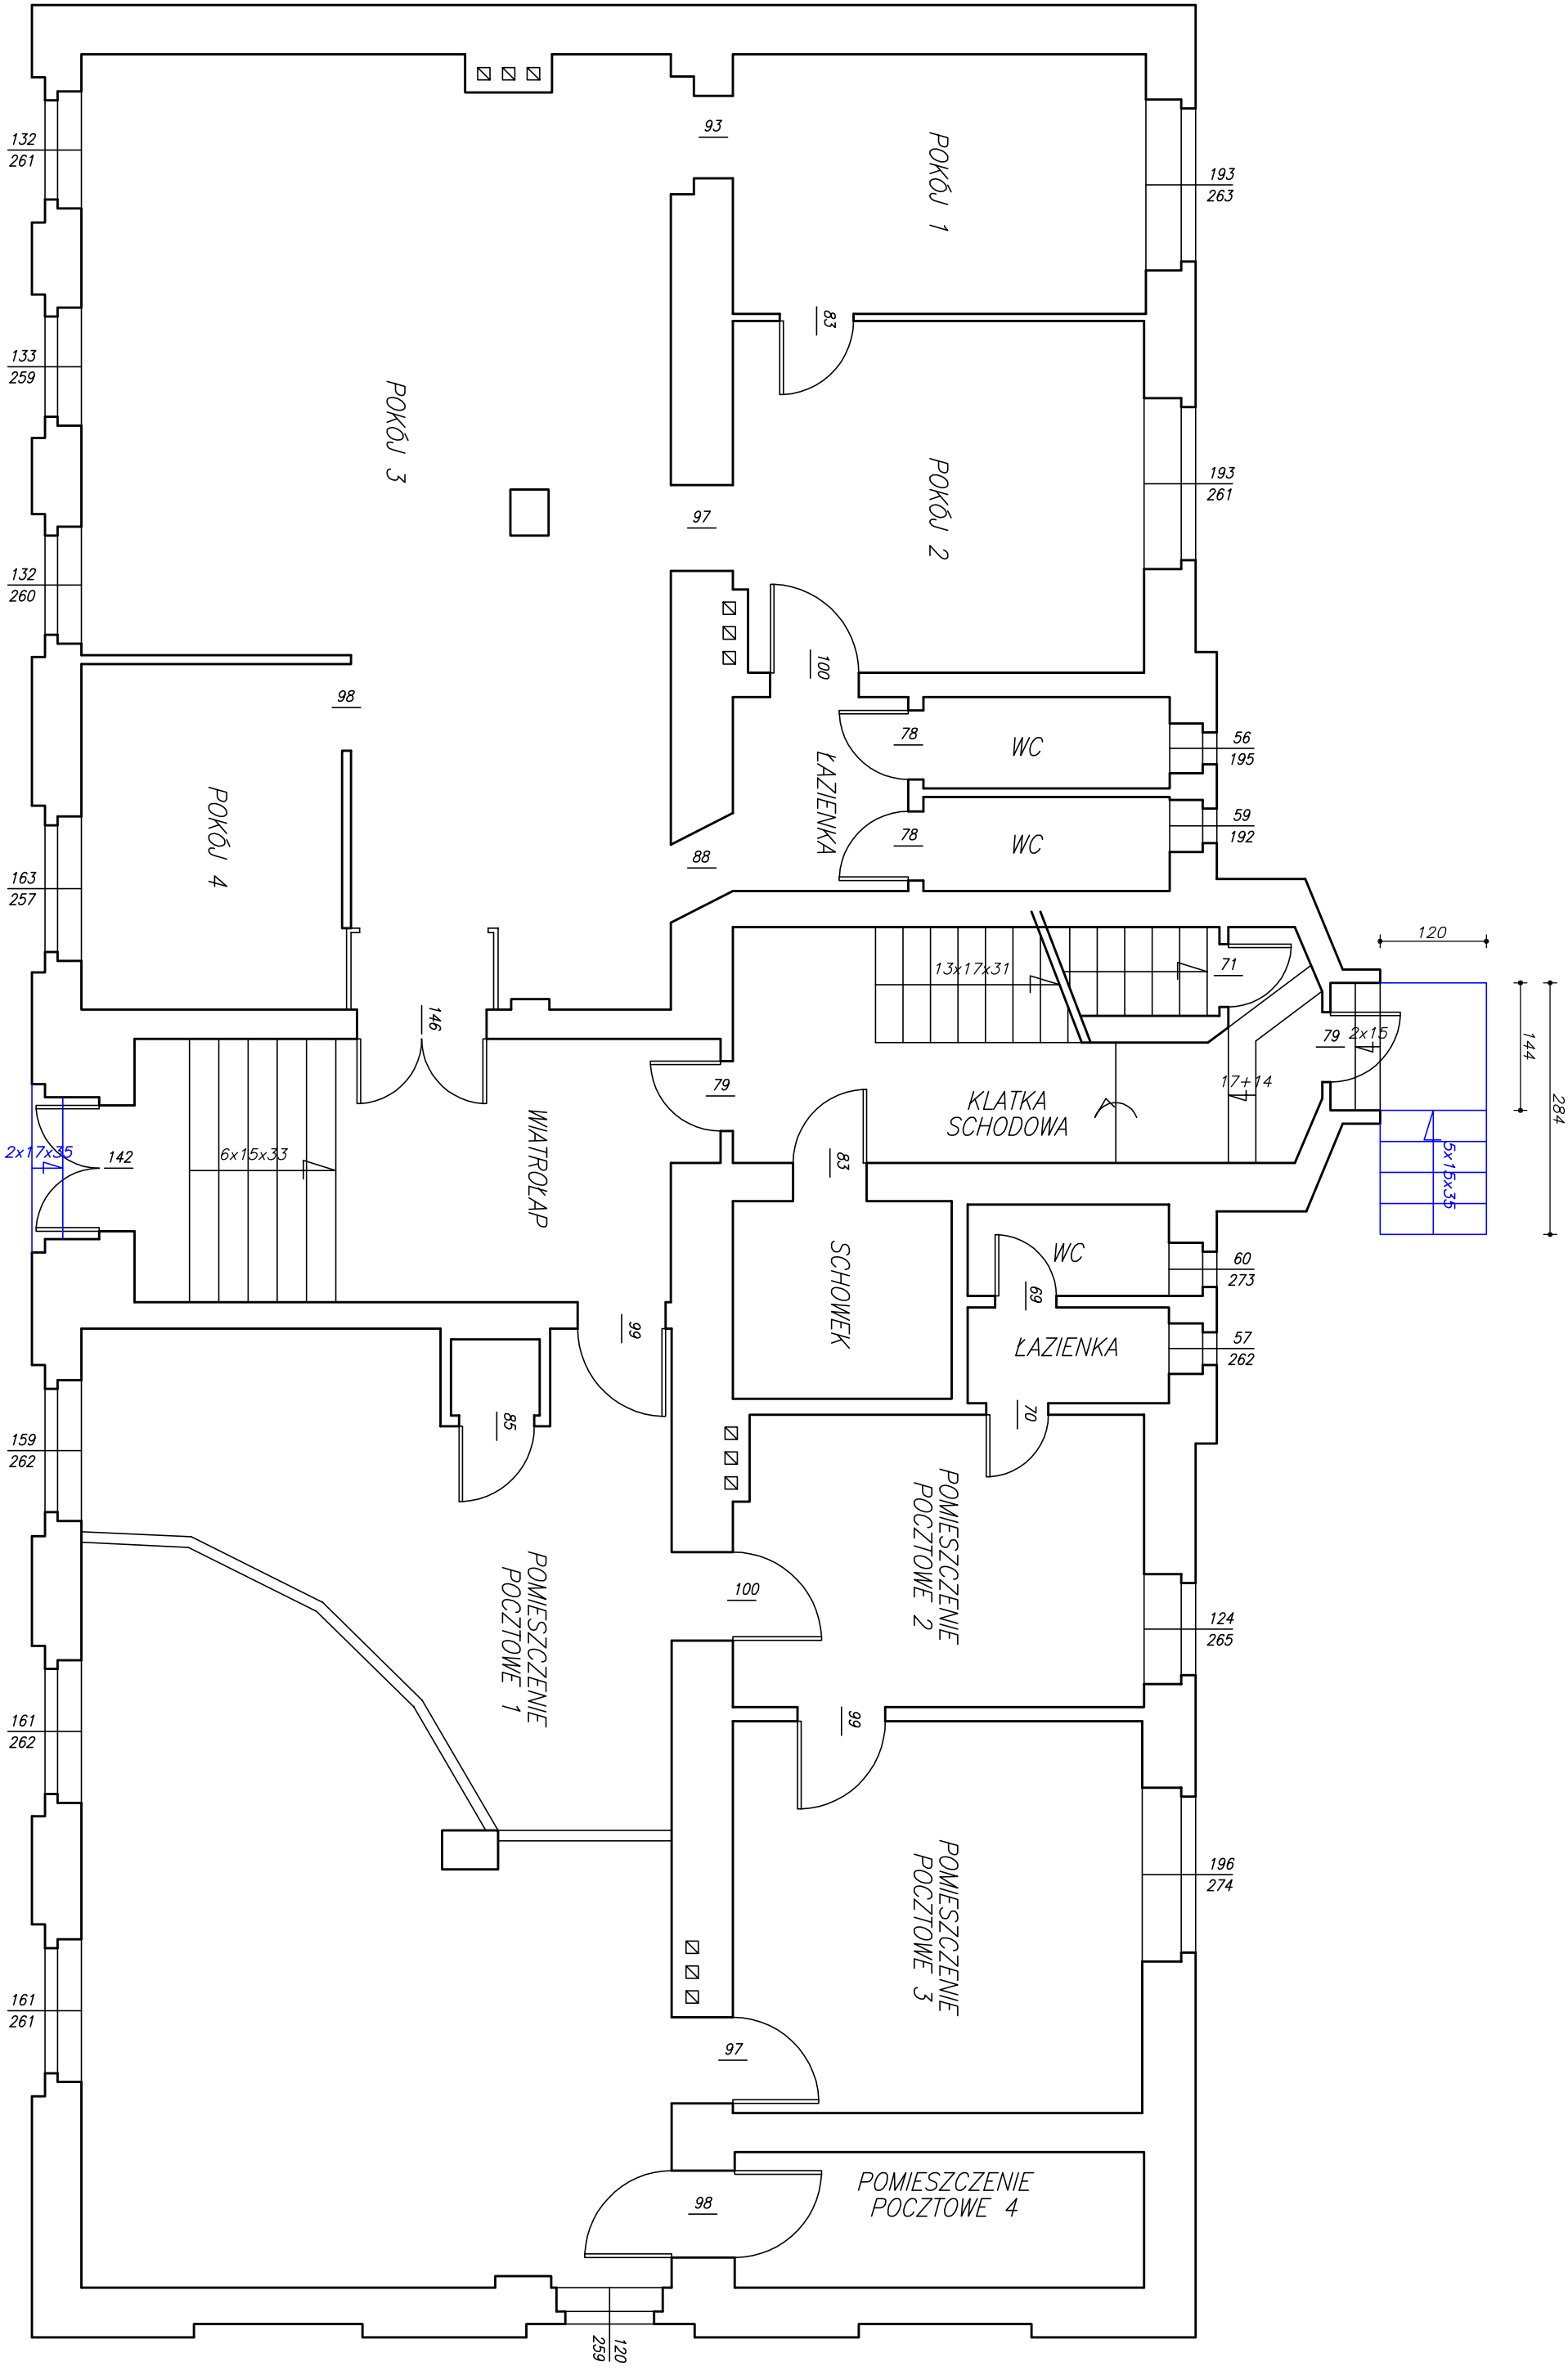 93
132
261
193
263
POKÓJ 1
83
133
259
POKÓJ 3
193
261
POKÓJ 2
97
132
260
100
98
78
WC
56
195
ŁAZIENKA
POKÓJ 4
78
WC
59
192
88
163
257
120
13x17x31
71
146
79
2x15
144
284
79
17+14
KLATKA
SCHODOWA
WIATROŁAP
2x17x35
142
6x15x33
83
5x15x35
SCHOWEK
WC
60
273
69
99
ŁAZIENKA
57
262
85
70
159
262
POMIESZCZENIE
POCZTOWE 2
POMIESZCZENIE
POCZTOWE 1
100
124
265
161
262
99
196
274
POMIESZCZENIE
POCZTOWE 3
161
261
97
98
POMIESZCZENIE
POCZTOWE 4
120
259